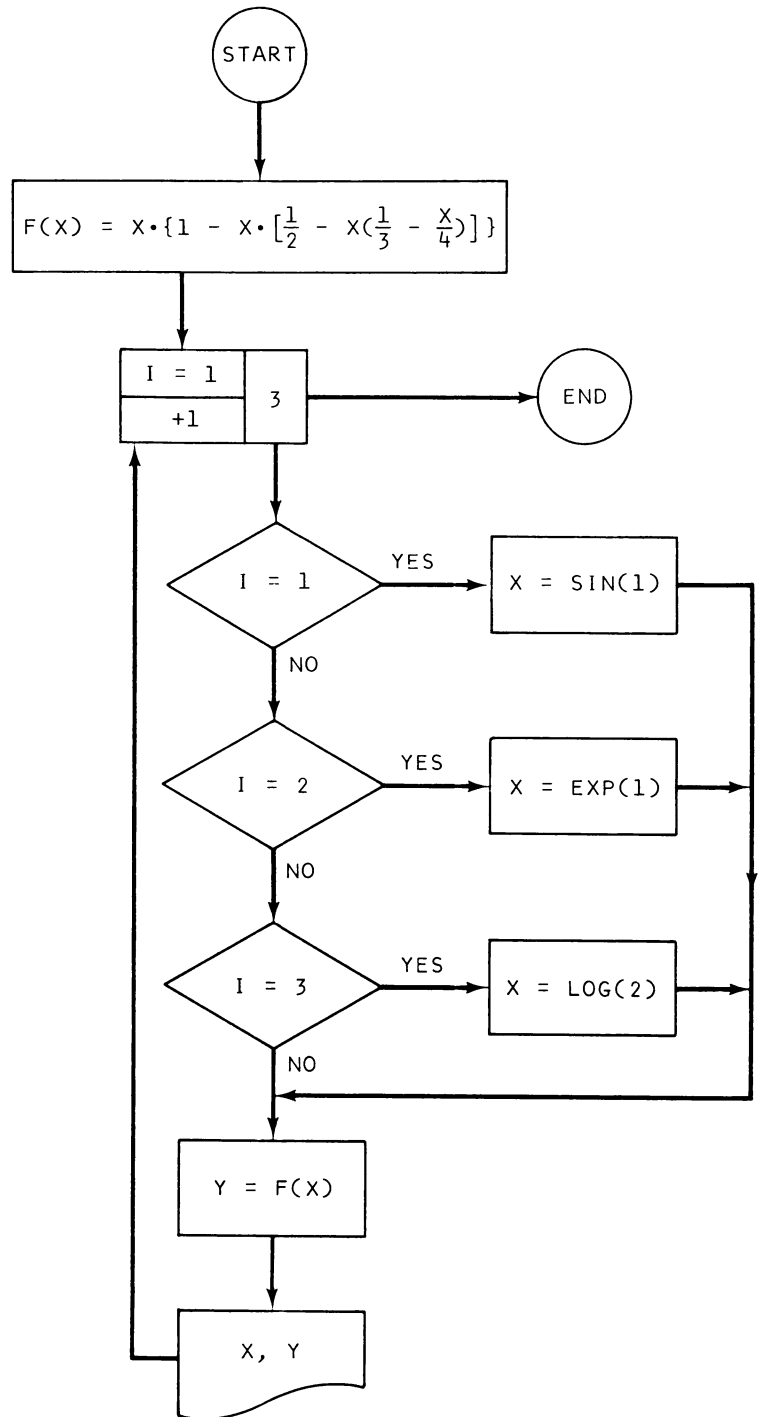 START
F(X) = X•{1 - X•[1/2 - X(1/3 - X/4)]}
I = 1
+1
3
END
I = 1
YES
X = SIN(1)
NO
I = 2
YES
X = EXP(1)
NO
I = 3
YES
X = LOG(2)
NO
Y = F(X)
X, Y